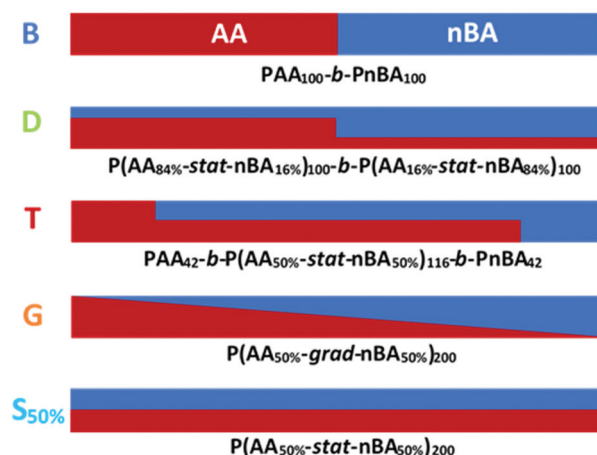 B AA nBA
PAA₁₀₀-b-PnBA₁₀₀
D
P(AA₈₄%-stat-nBA₁₆%)₁₀₀-b-P(AA₁₆%-stat-nBA₈₄%)₁₀₀
T
PAA₄₂-b-P(AA₅₀%-stat-nBA₅₀%)₁₁₆-b-PnBA₄₂
G
P(AA₅₀%-grad-nBA₅₀%)₂₀₀
S₅₀%
P(AA₅₀%-stat-nBA₅₀%)₂₀₀